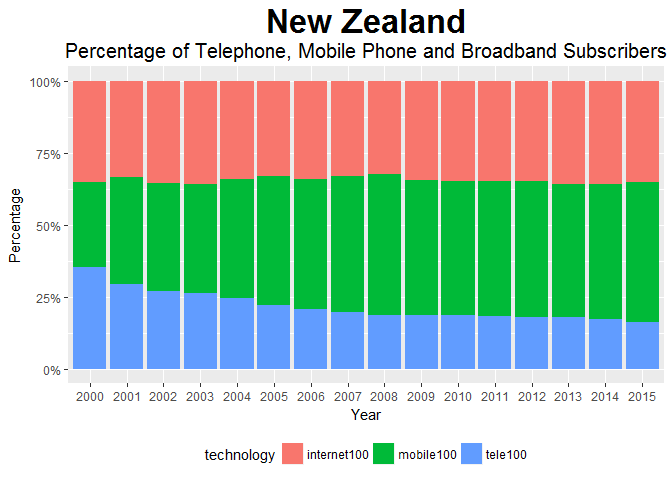 New Zealand
Percentage of Telephone, Mobile Phone and Broadband Subscribers
100%
75%
50%
25%
0%
Percentage
2000 2001 2002 2003 2004 2005 2006 2007 2008 2009 2010 2011 2012 2013 2014 2015
Year
technology internet100 mobile100 tele100